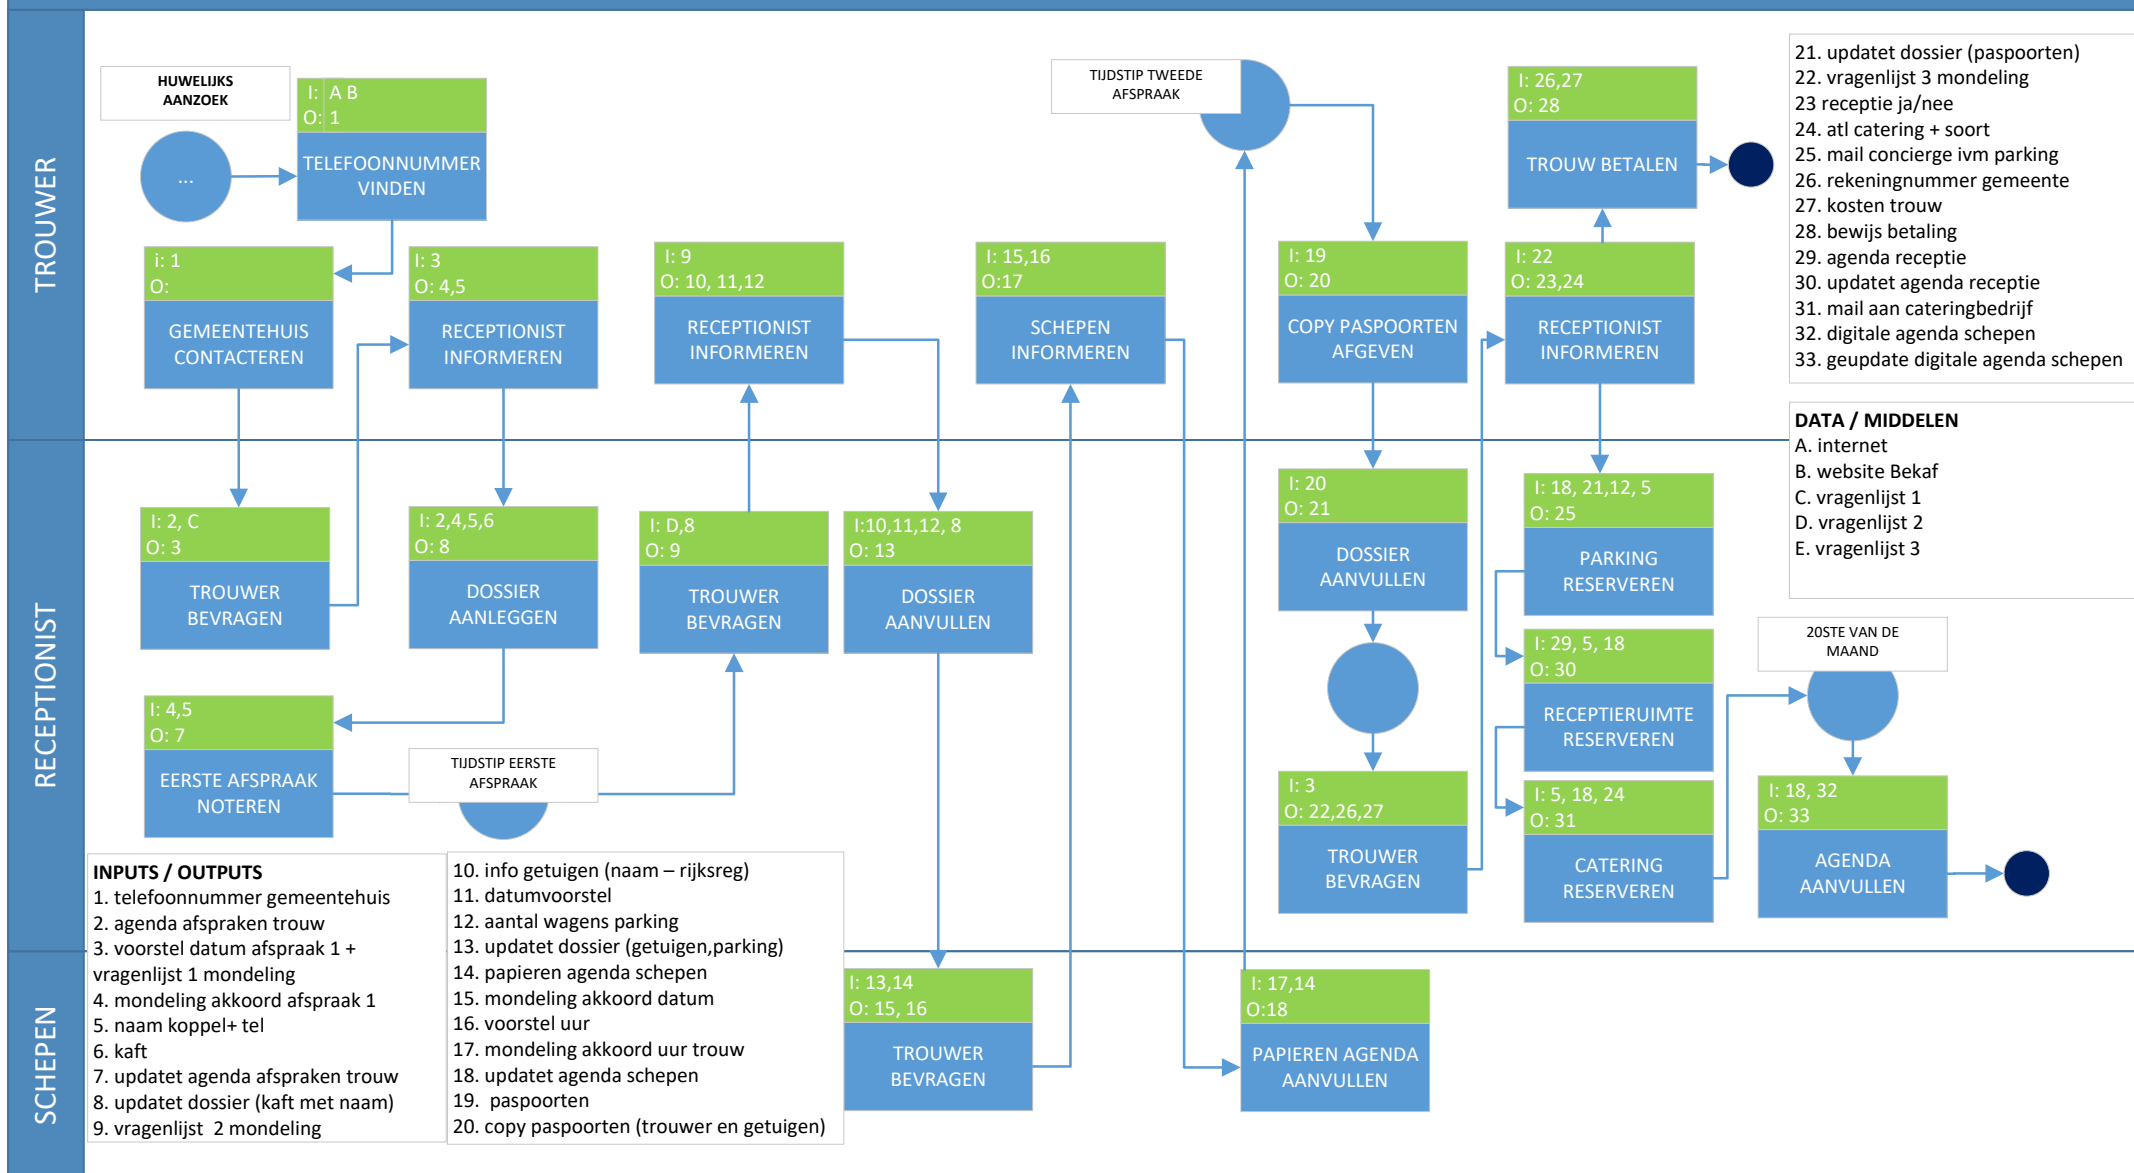 TROUWER
HUWELIJKS
AANZOEK
...
I: A B
O: 1
TELEFOONNUMMER
VINDEN
i: 1
O:
GEMEENTEHUIS
CONTACTEREN
I: 3
O: 4,5
RECEPTIONIST
INFORMEREN
I: 9
O: 10, 11,12
RECEPTIONIST
INFORMEREN
I: 15,16
O:17
SCHEPEN
INFORMEREN
TIJDSTIP TWEEDE
AFSPRAAK
I: 19
O: 20
COPY PASPOORTEN
AFGEVEN
I: 22
O: 23,24
RECEPTIONIST
INFORMEREN
I: 26,27
O: 28
TROUW BETALEN
21. updatet dossier (paspoorten)
22. vragenlijst 3 mondeling
23 receptie ja/nee
24. atl catering + soort
25. mail concierge ivm parking
26. rekeningnummer gemeente
27. kosten trouw
28. bewijs betaling
29. agenda receptie
30. updatet agenda receptie
31. mail aan cateringbedrijf
32. digitale agenda schepen
33. geupdate digitale agenda schepen
DATA / MIDDELEN
A. internet
B. website Bekaf
C. vragenlijst 1
D. vragenlijst 2
E. vragenlijst 3
RECEPTIONIST
I: 2, C
O: 3
TROUWER
BEVRAGEN
I: 2,4,5,6
O: 8
DOSSIER
AANLEGGEN
I: 4,5
O: 7
EERSTE AFSPRAAK
NOTEREN
TIJDSTIP EERSTE
AFSPRAAK
I: D,8
O: 9
TROUWER
BEVRAGEN
I:10,11,12, 8
O: 13
DOSSIER
AANVULLEN
I: 20
O: 21
DOSSIER
AANVULLEN
I: 3
O: 22,26,27
TROUWER
BEVRAGEN
I: 18, 21,12, 5
O: 25
PARKING
RESERVEREN
I: 29, 5, 18
O: 30
RECEPTIERUIMTE
RESERVEREN
I: 5, 18, 24
O: 31
CATERING
RESERVEREN
20STE VAN DE
MAAND
I: 18, 32
O: 33
AGENDA
AANVULLEN
SCHEPEN
INPUTS / OUTPUTS
1. telefoonnummer gemeentehuis
2. agenda afspraken trouw
3. voorstel datum afspraak 1 +
vragenlijst 1 mondeling
4. mondeling akkoord afspraak 1
5. naam koppel+ tel
6. kaft
7. updatet agenda afspraken trouw
8. updatet dossier (kaft met naam)
9. vragenlijst  2 mondeling
10. info getuigen (naam – rijksreg)
11. datumvoorstel
12. aantal wagens parking
13. updatet dossier (getuigen,parking)
14. papieren agenda schepen
15. mondeling akkoord datum
16. voorstel uur
17. mondeling akkoord uur trouw
18. updatet agenda schepen
19.  paspoorten
20. copy paspoorten (trouwer en getuigen)
I: 13,14
O: 15, 16
TROUWER
BEVRAGEN
I: 17,14
O:18
PAPIEREN AGENDA
AANVULLEN